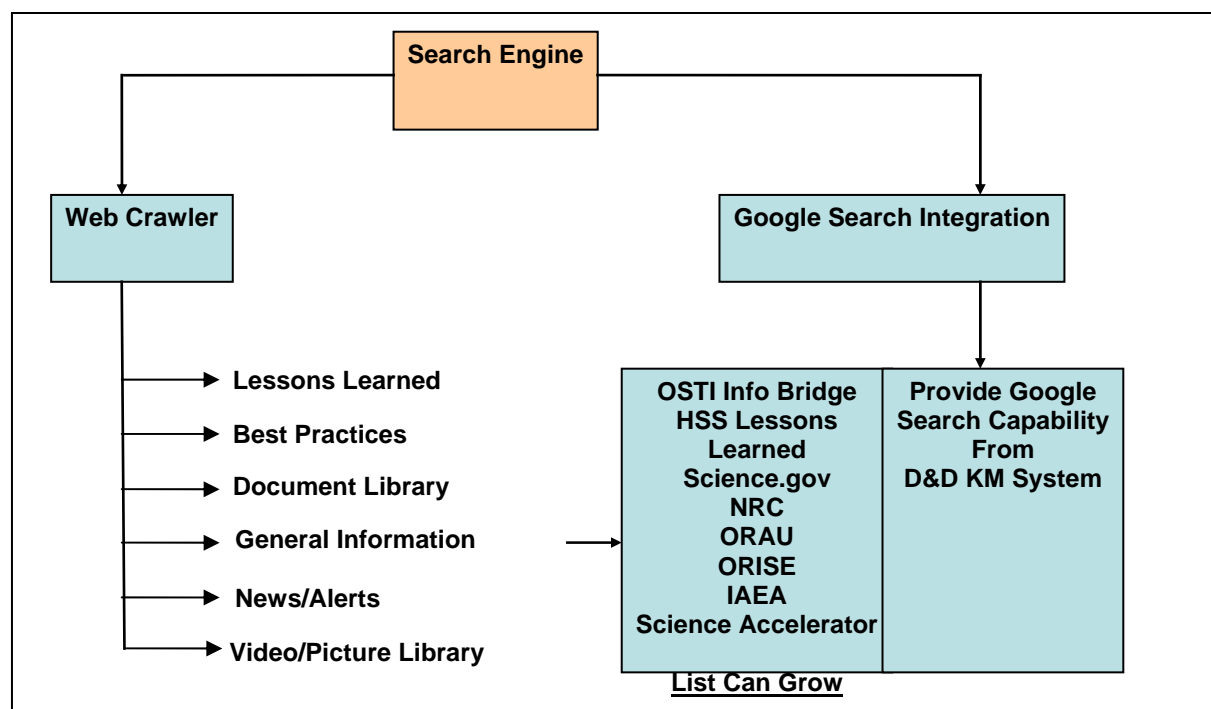 Search Engine
Web Crawler
Google Search Integration
Lessons Learned
Best Practices
Document Library
General Information
News/Alerts
Video/Picture Library
OSTI Info Bridge
HSS Lessons
Learned
Science.gov
NRC
ORAU
ORISE
IAEA
Science Accelerator
List Can Grow
Provide Google
Search Capability
From
D&D KM System